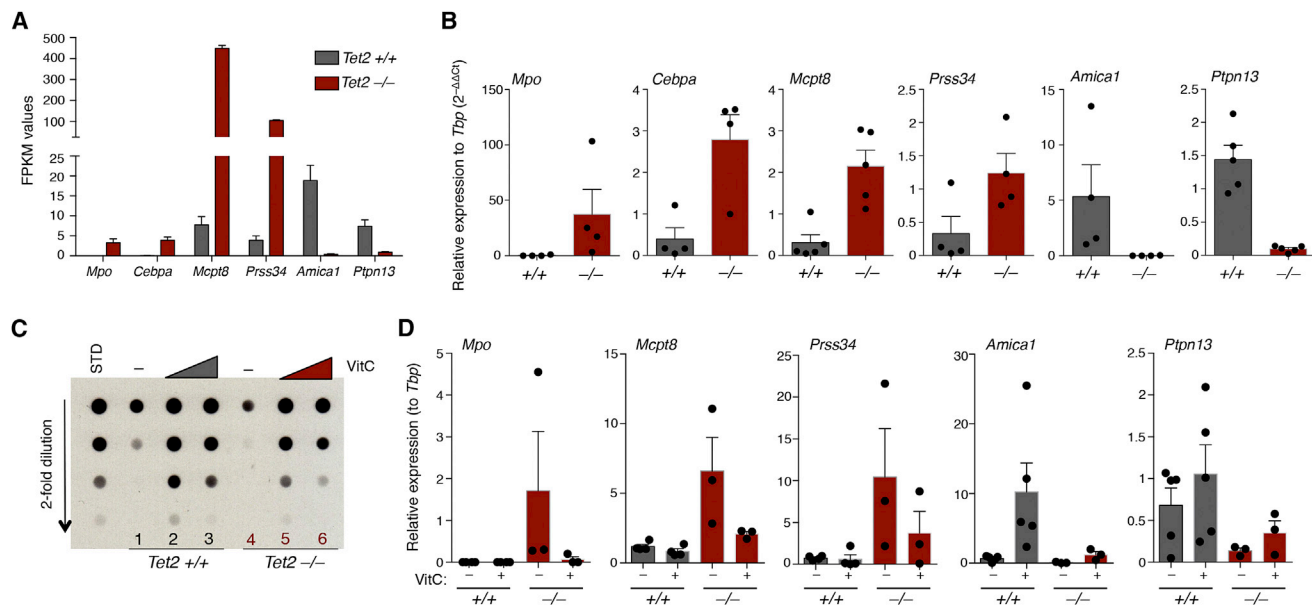 A
FPKM values
500
400
300
200
100
25
20
15
10
5
0
Tet2 +/+
Tet2 –/–
Mpo Cebpa Mcpt8 Prss34 Amica1 Ptpn13
B
Relative expression to Tbp (2–ΔΔCt)
Mpo
150
100
50
0
+/+ –/–
Cebpa
4
3
2
1
0
+/+ –/–
Mcpt8
4
3
2
1
0
+/+ –/–
Prss34
2.5
2
1.5
1
0.5
0
+/+ –/–
Amica1
15
10
5
0
+/+ –/–
Ptpn13
2.5
2
1.5
1
0.5
0
+/+ –/–
C
STD – – VitC
2-fold dilution
1 2 3 4 5 6
Tet2 +/+ Tet2 –/–
D
Relative expression (to Tbp)
Mpo
5
4
3
2
1
0
Mcpt8
15
10
5
0
Prss34
35
28
21
14
7
0
Amica1
30
20
10
0
Ptpn13
2.5
2
1.5
1
0.5
0
VitC: – + – + – + – + – + – + – + – + – + – +
+/+ –/– +/+ –/– +/+ –/– +/+ –/– +/+ –/–